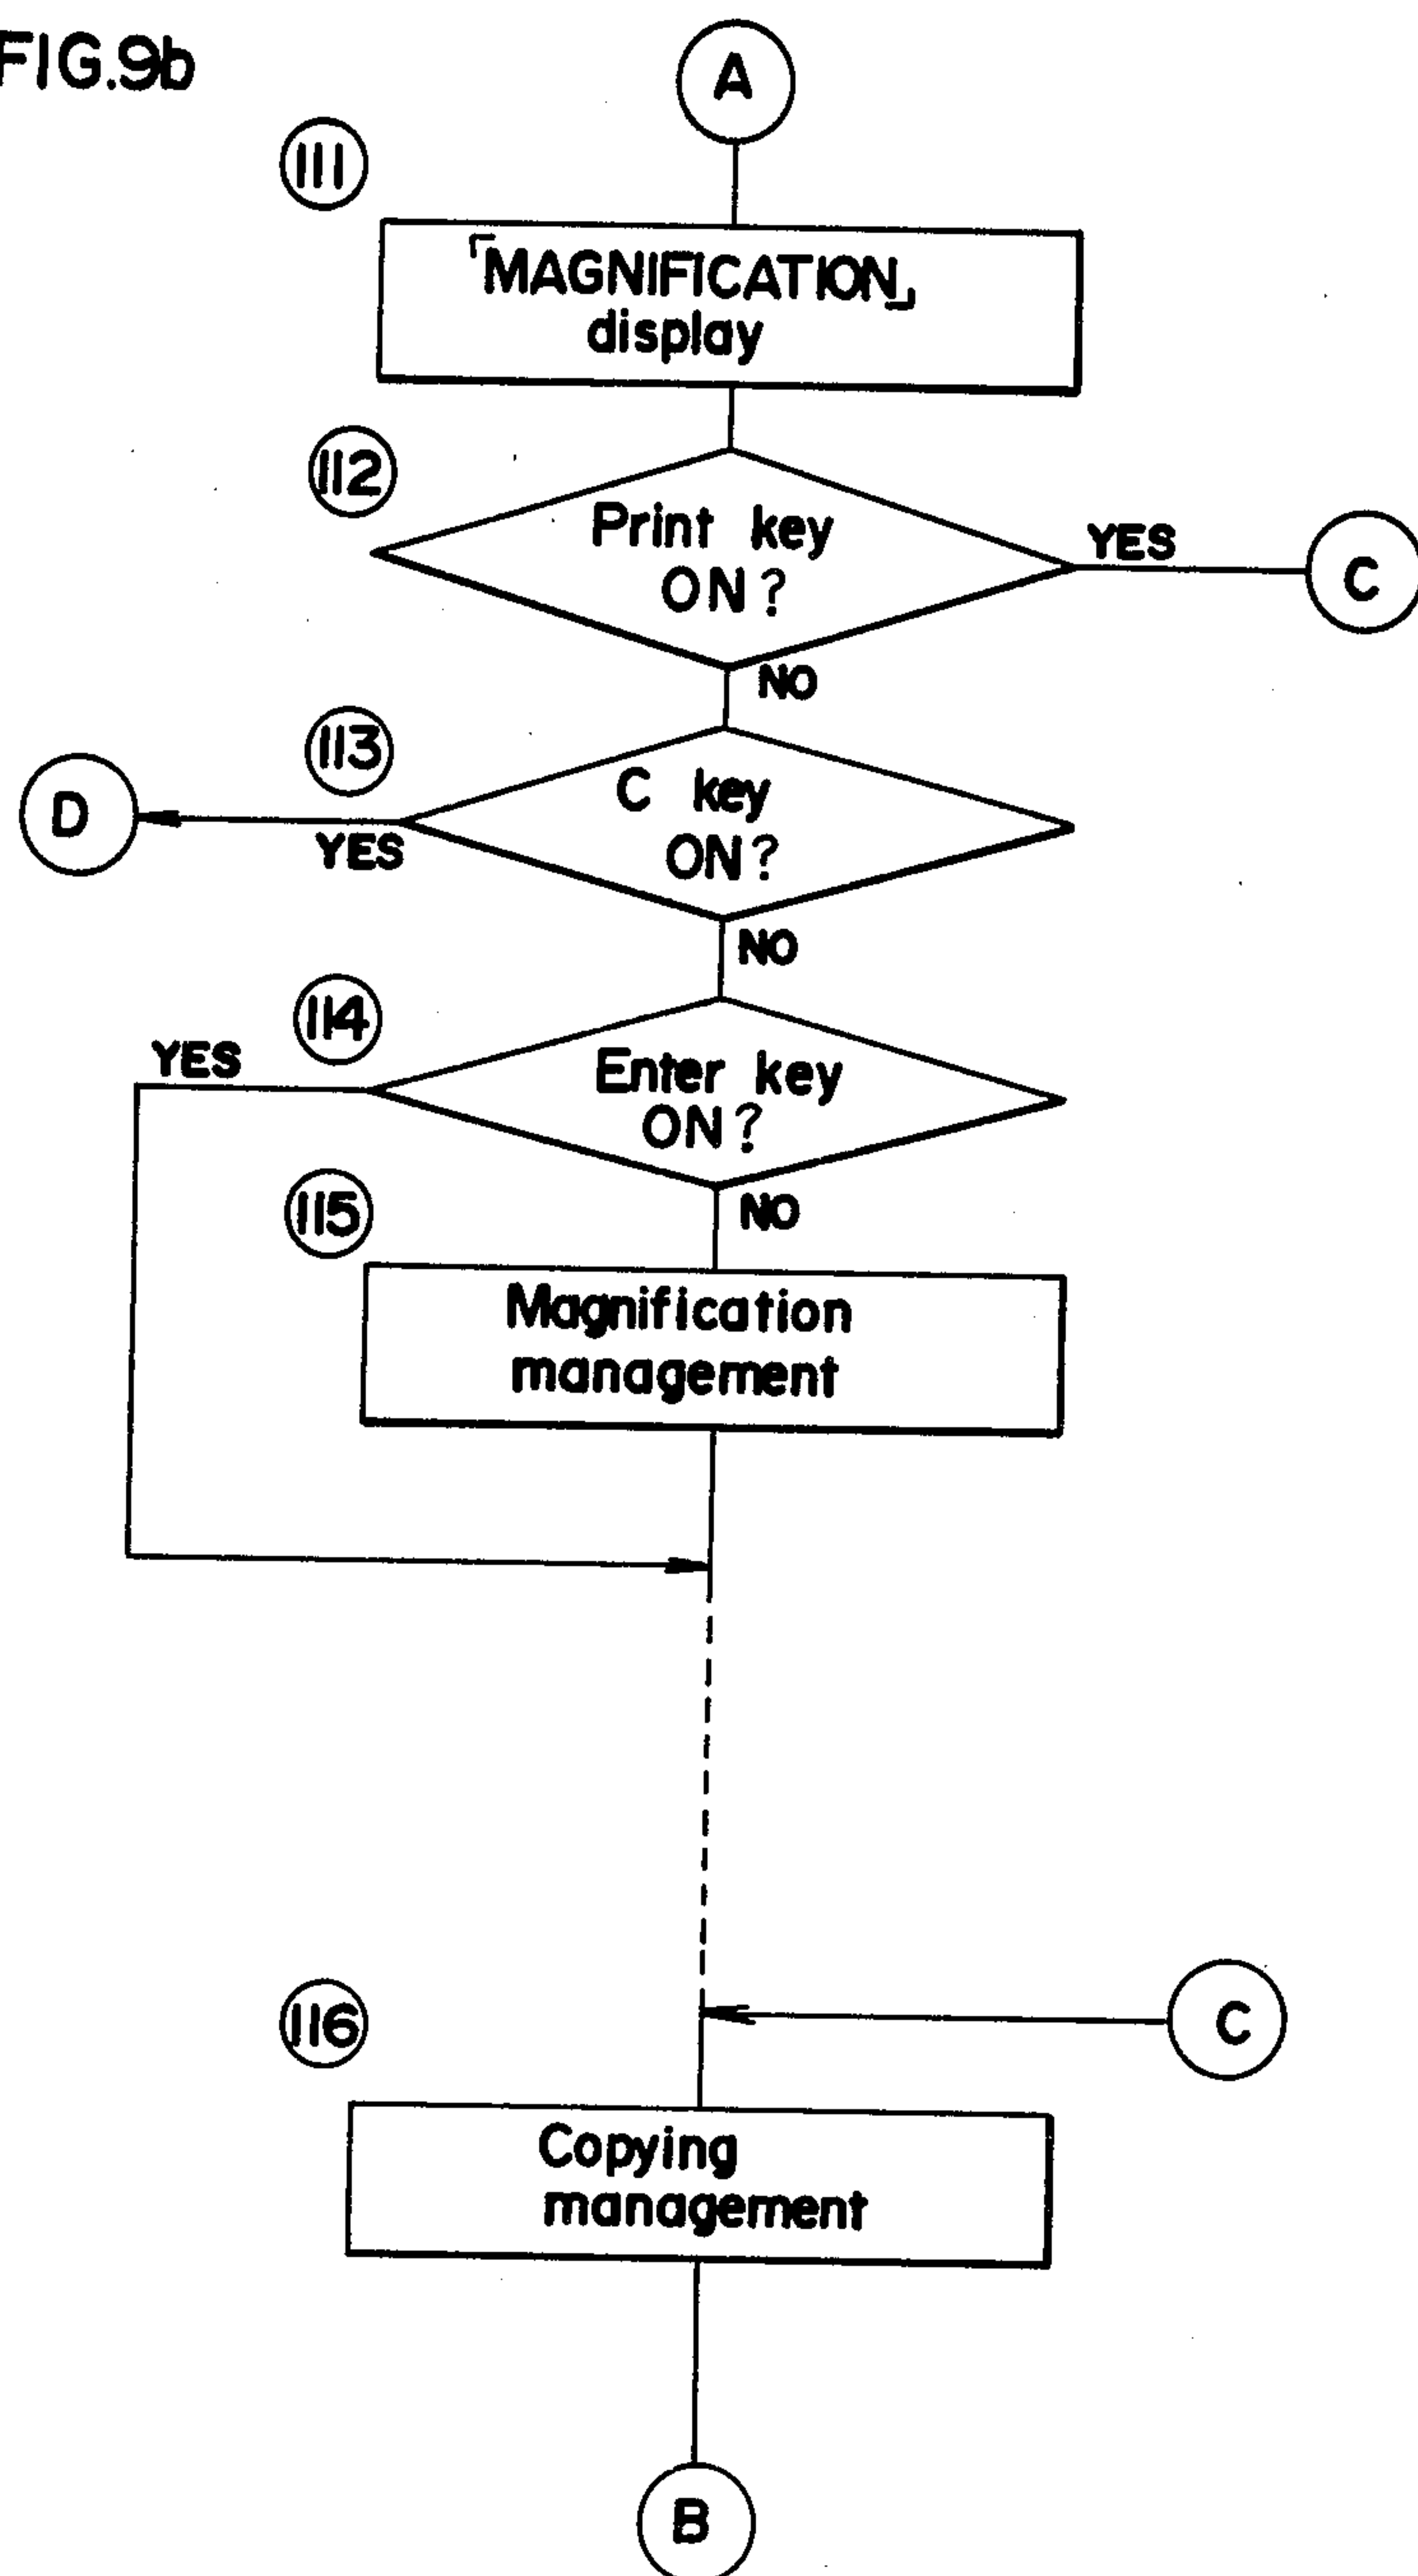 FIG.9b
A
111
「MAGNIFICATION」
display
112
Print key
ON?
YES
C
NO
113
C key
ON?
D
YES
NO
114
YES
Enter key
ON?
NO
115
Magnification
management
C
116
Copying
management
B